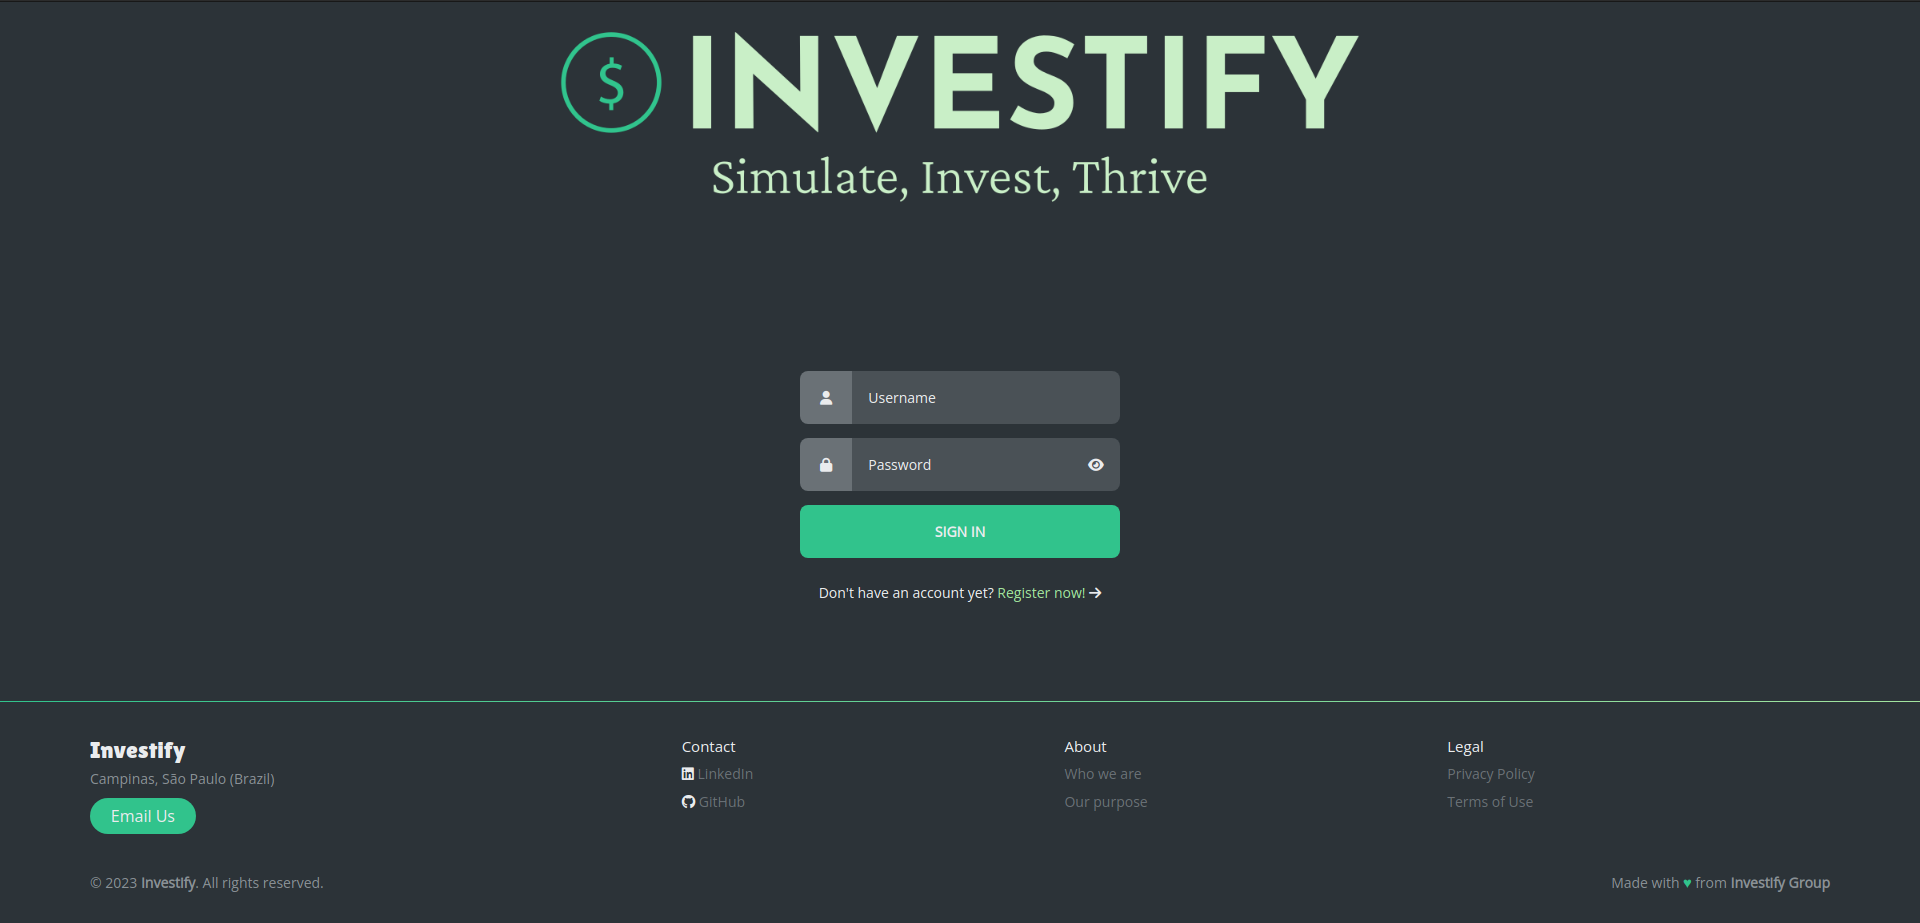 $ INVESTIFY
Simulate, Invest, Thrive
Username
Password
SIGN IN
Don't have an account yet? Register now!
Investify
Campinas, São Paulo (Brazil)
Email Us
Contact
LinkedIn
GitHub
About
Who we are
Our purpose
Legal
Privacy Policy
Terms of Use
© 2023 Investify. All rights reserved.
Made with ♥ from Investify Group